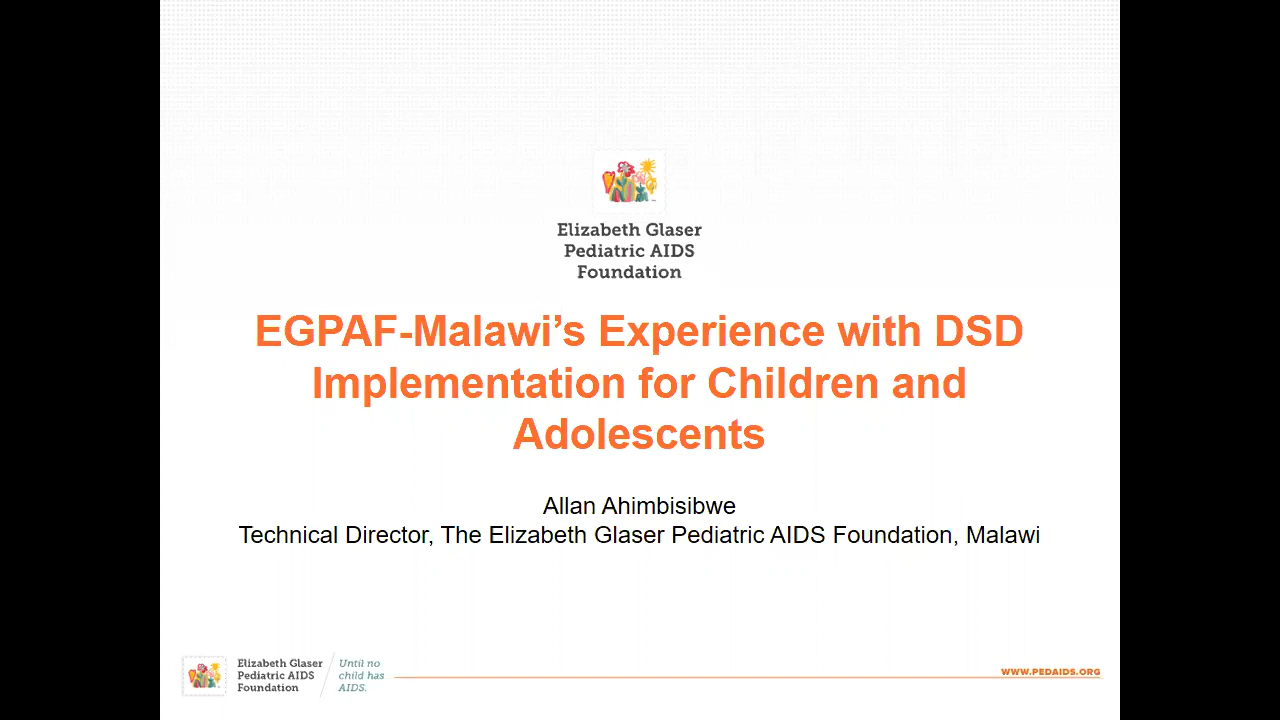 Elizabeth Glaser
Pediatric AIDS
Foundation
EGPAF-Malawi’s Experience with DSD
Implementation for Children and
Adolescents
Allan Ahimbisibwe
Technical Director, The Elizabeth Glaser Pediatric AIDS Foundation, Malawi
Elizabeth Glaser
Pediatric AIDS
Foundation
Until no
child has
AIDS.
WWW.PEDAIDS.ORG